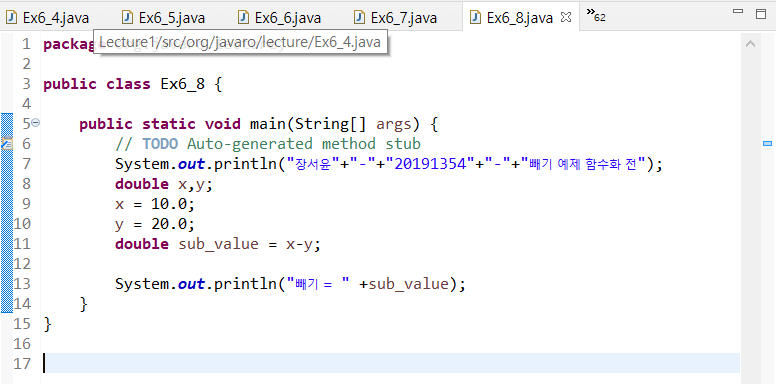 Ex6_4.java Ex6_5.java Ex6_6.java Ex6_7.java Ex6_8.java »62
Lecture1/src/org/javaro/lecture/Ex6_4.java
1 package
2
3 public class Ex6_8 {
4
5 public static void main(String[] args) {
6 // TODO Auto-generated method stub
7 System.out.println("장서윤"+"-"+"20191354"+"-"+"빼기 예제 함수화 전");
8 double x,y;
9 x = 10.0;
10 y = 20.0;
11 double sub_value = x-y;
12
13 System.out.println("빼기 = " +sub_value);
14 }
15 }
16
17